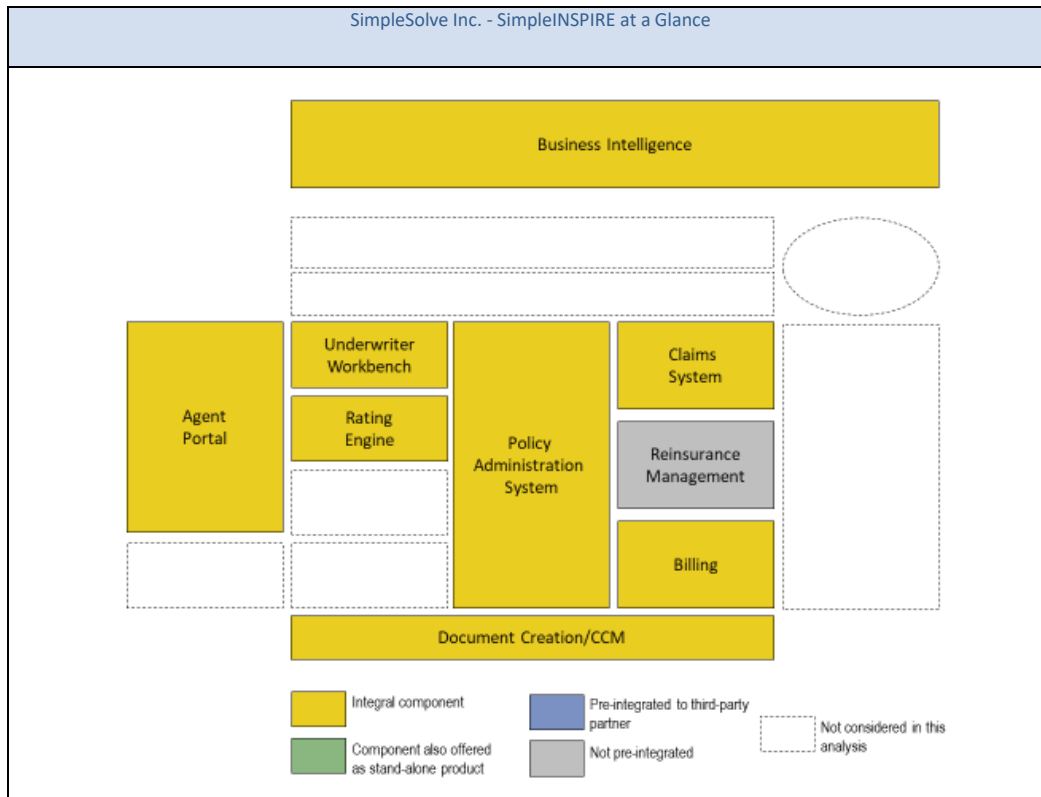 SimpleSolve Inc. - SimpleINSPIRE at a Glance
Business Intelligence
Agent
Portal
Underwriter
Workbench
Rating
Engine
Policy
Administration
System
Claims
System
Reinsurance
Management
Billing
Document Creation/CCM
Integral component
Component also offered
as stand-alone product
Pre-integrated to third-party
partner
Not pre-integrated
Not considered in this
analysis